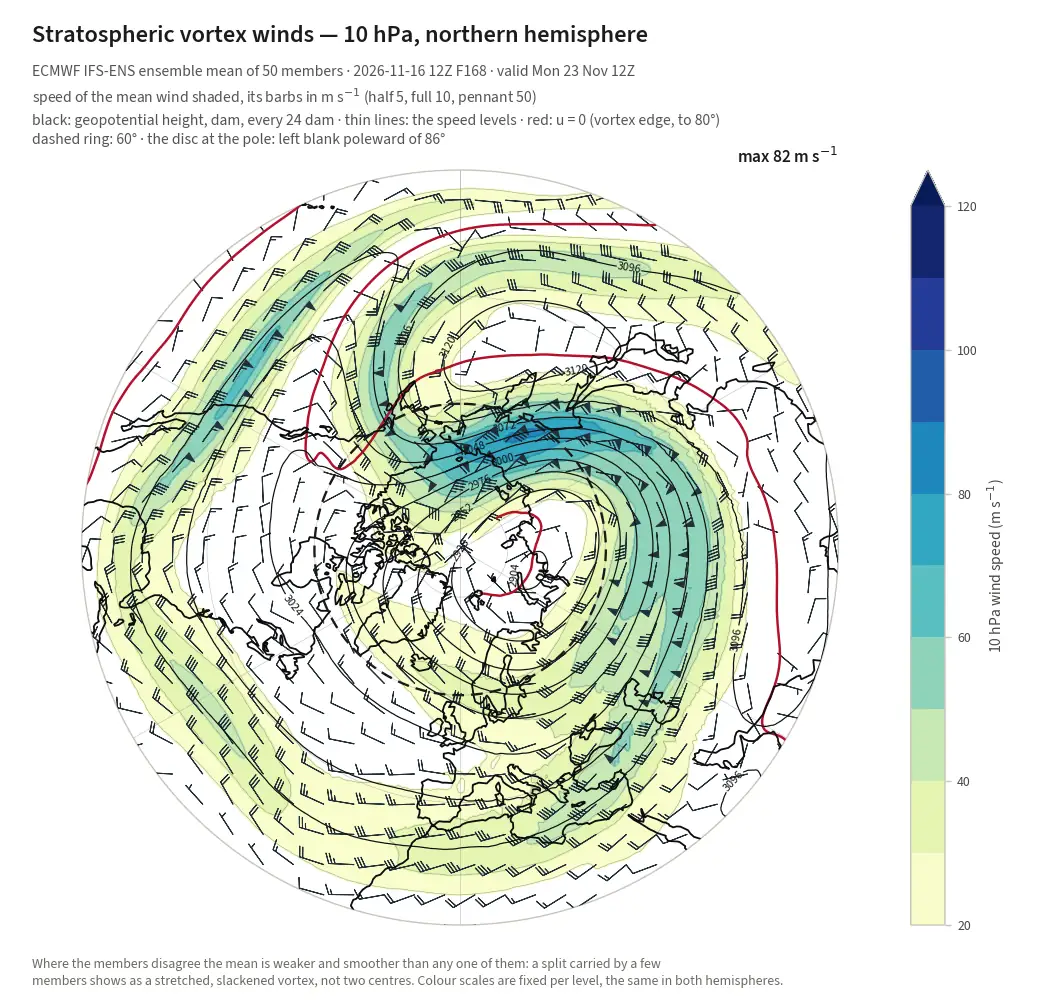 Stratospheric vortex winds — 10 hPa, northern hemisphere
ECMWF IFS-ENS ensemble mean of 50 members · 2026-11-16 12Z F168 · valid Mon 23 Nov 12Z
speed of the mean wind shaded, its barbs in m s⁻¹ (half 5, full 10, pennant 50)
black: geopotential height, dam, every 24 dam · thin lines: the speed levels · red: u = 0 (vortex edge, to 80°)
dashed ring: 60° · the disc at the pole: left blank poleward of 86°
max 82 m s⁻¹
120
100
80
60
40
20
10 hPa wind speed (m s⁻¹)
3096
3120
3120
3072
3000
2976
2904
3024
3096
3096
Where the members disagree the mean is weaker and smoother than any one of them: a split carried by a few
members shows as a stretched, slackened vortex, not two centres. Colour scales are fixed per level, the same in both hemispheres.